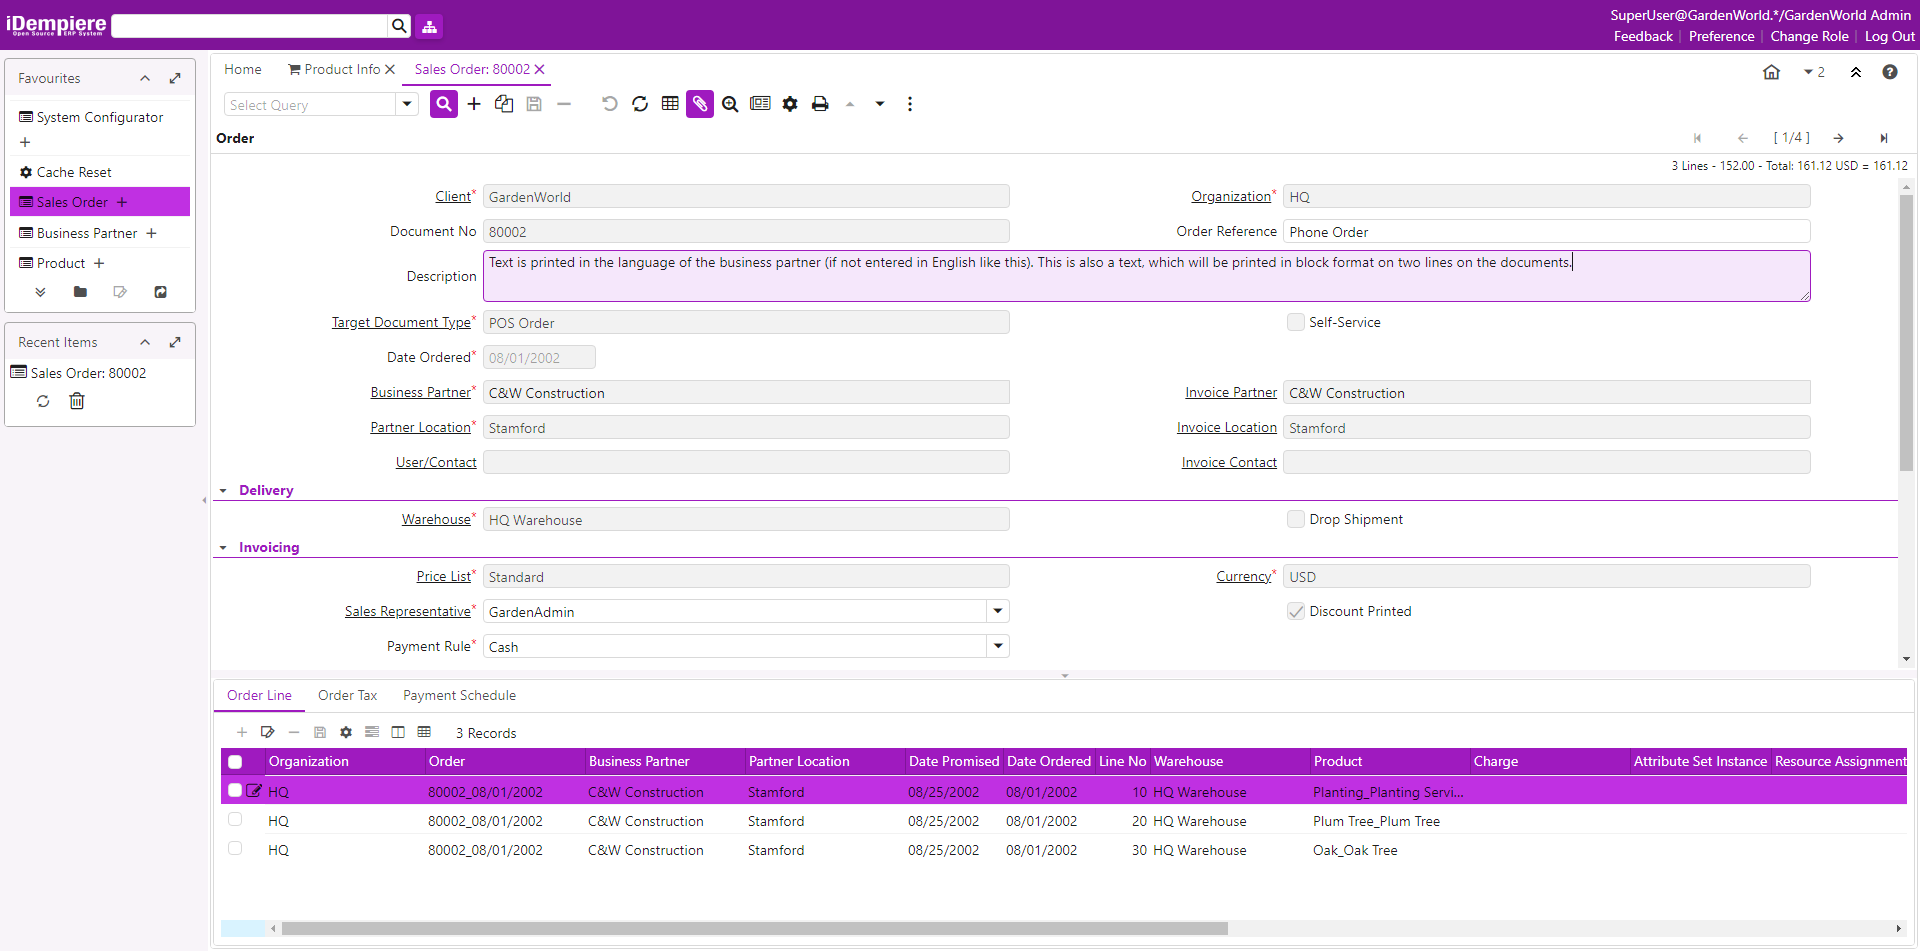 iDempiere
Open Source ERP System
SuperUser@GardenWorld.*/GardenWorld Admin
Feedback Preference Change Role Log Out
Favourites
System Configurator
Cache Reset
Sales Order
Business Partner
Product
Recent Items
Sales Order: 80002
Home Product Info Sales Order: 80002
2
Select Query
Order
[ 1/4 ]
3 Lines - 152.00 - Total: 161.12 USD = 161.12
Client* GardenWorld Organization* HQ
Document No 80002 Order Reference Phone Order
Description Text is printed in the language of the business partner (if not entered in English like this). This is also a text, which will be printed in block format on two lines on the documents.
Target Document Type* POS Order Self-Service
Date Ordered* 08/01/2002
Business Partner* C&W Construction Invoice Partner C&W Construction
Partner Location* Stamford Invoice Location Stamford
User/Contact Invoice Contact
Delivery
Warehouse* HQ Warehouse Drop Shipment
Invoicing
Price List* Standard Currency* USD
Sales Representative* GardenAdmin Discount Printed
Payment Rule* Cash
Order Line Order Tax Payment Schedule
3 Records
Organization Order Business Partner Partner Location Date Promised Date Ordered Line No Warehouse Product Charge Attribute Set Instance Resource Assignment
HQ 80002_08/01/2002 C&W Construction Stamford 08/25/2002 08/01/2002 10 HQ Warehouse Planting_Planting Servi...
HQ 80002_08/01/2002 C&W Construction Stamford 08/25/2002 08/01/2002 20 HQ Warehouse Plum Tree_Plum Tree
HQ 80002_08/01/2002 C&W Construction Stamford 08/25/2002 08/01/2002 30 HQ Warehouse Oak_Oak Tree